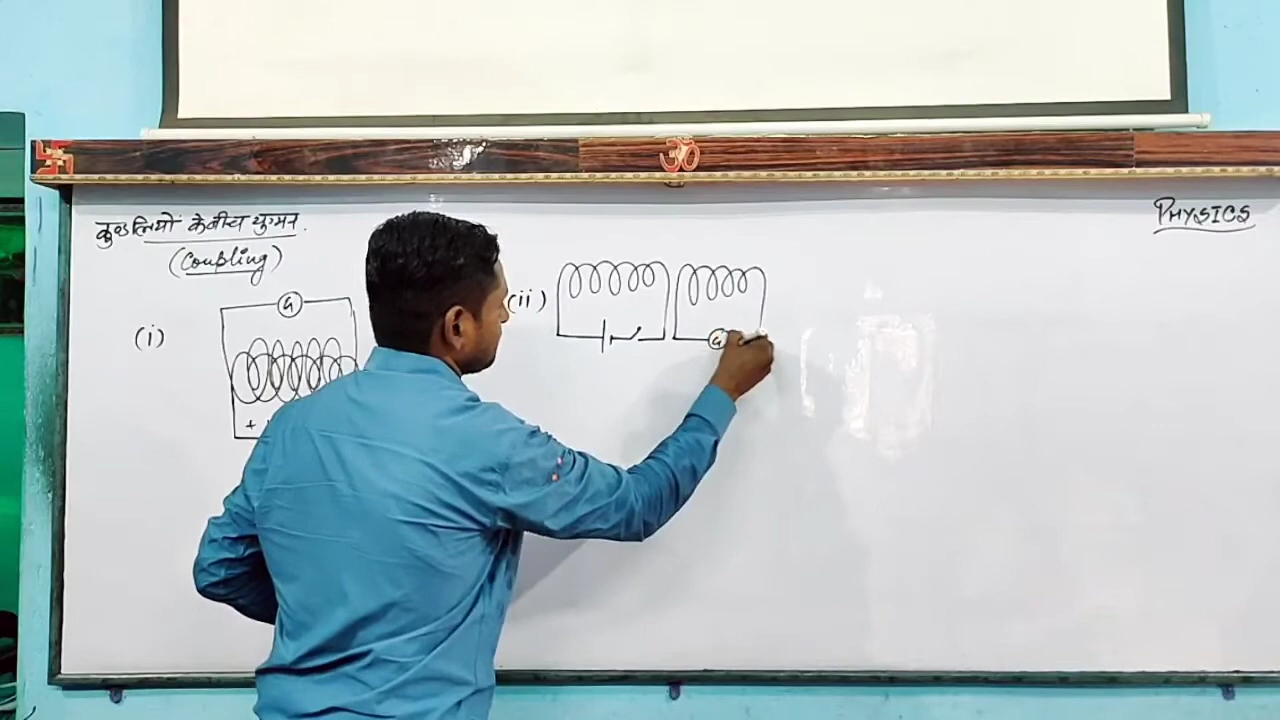 कुण्डलियों के बीच युग्मन.
(Coupling)
PHYSICS
(i)
G
+
(ii)
G
ॐ